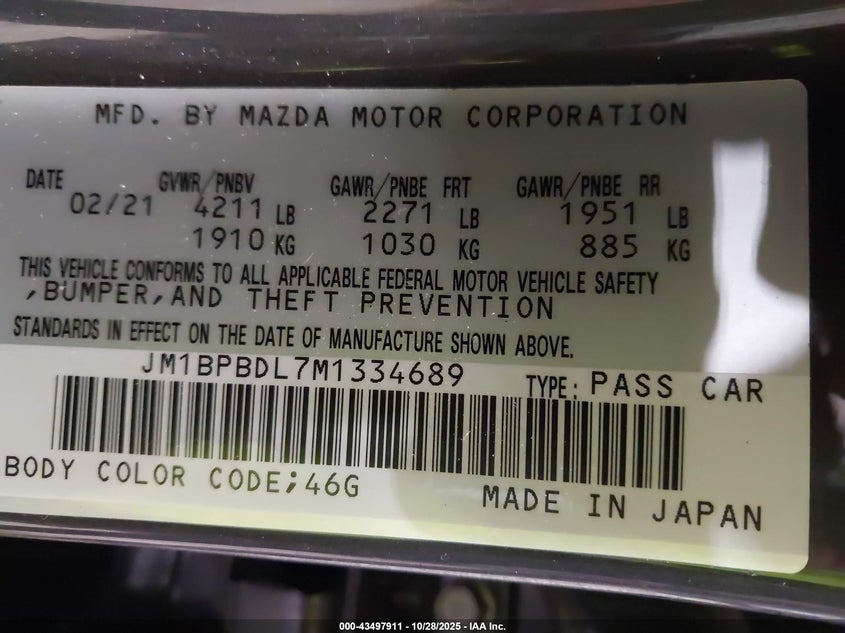 MFD. BY MAZDA MOTOR CORPORATION
DATE GVWR/PNBV GAWR/PNBE FRT GAWR/PNBE RR
02/21 4211 LB 2271 LB 1951 LB
1910 KG 1030 KG 885 KG
THIS VEHICLE CONFORMS TO ALL APPLICABLE FEDERAL MOTOR VEHICLE SAFETY
,BUMPER,AND THEFT PREVENTION
STANDARDS IN EFFECT ON THE DATE OF MANUFACTURE SHOWN ABOVE.
JM1BPBDL7M1334689 TYPE: PASS CAR
BODY COLOR CODE;46G MADE IN JAPAN
000-43497911 - 10/28/2025 - IAA Inc.